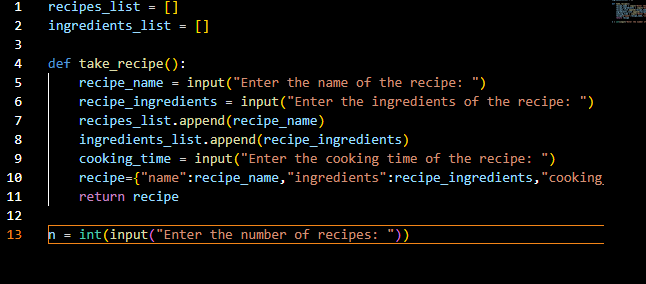 1 recipes_list = []
2 ingredients_list = []
3
4 def take_recipe():
5     recipe_name = input("Enter the name of the recipe: ")
6     recipe_ingredients = input("Enter the ingredients of the recipe: ")
7     recipes_list.append(recipe_name)
8     ingredients_list.append(recipe_ingredients)
9     cooking_time = input("Enter the cooking time of the recipe: ")
10     recipe={"name":recipe_name,"ingredients":recipe_ingredients,"cooking_
11     return recipe
12
13 n = int(input("Enter the number of recipes: "))